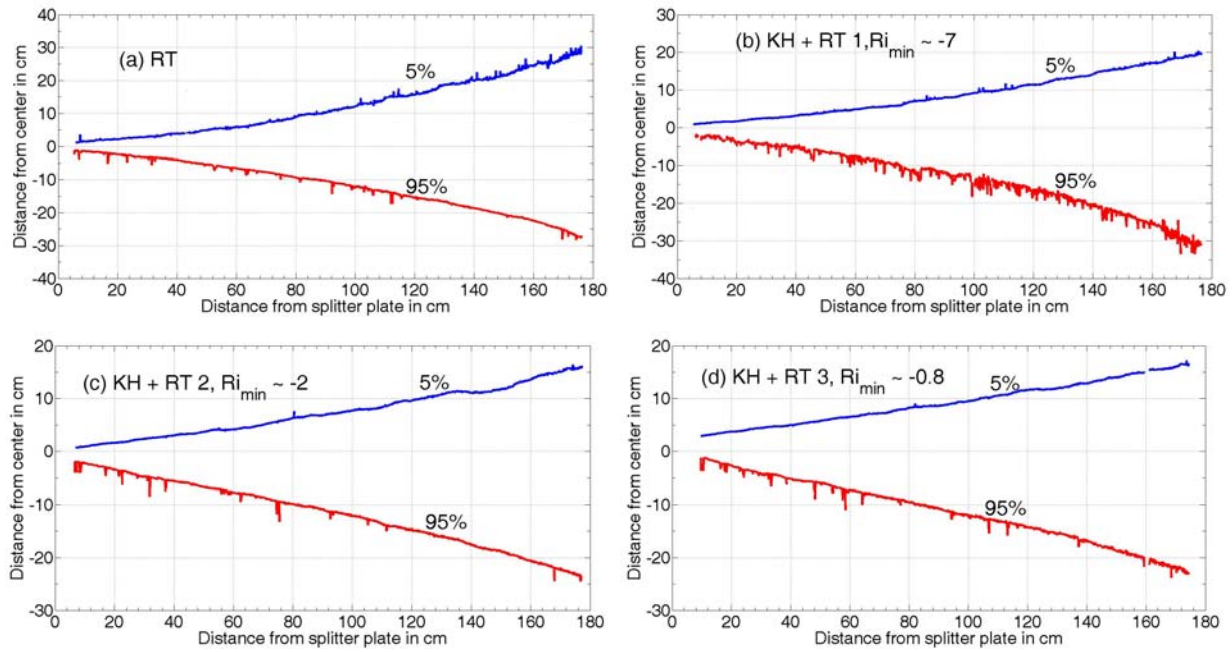 (a) RT
5%
95%
40
30
20
10
0
-10
-20
-30
-40
0 20 40 60 80 100 120 140 160 180
Distance from center in cm
Distance from splitter plate in cm
(b) KH + RT 1,Ri_min ~ -7
5%
95%
30
20
10
0
-10
-20
-30
-40
0 20 40 60 80 100 120 140 160 180
Distance from center in cm
Distance from splitter plate in cm
(c) KH + RT 2, Ri_min ~ -2
5%
95%
20
10
0
-10
-20
-30
0 20 40 60 80 100 120 140 160 180
Distance from center in cm
Distance from splitter plate in cm
(d) KH + RT 3, Ri_min ~ -0.8
5%
95%
20
10
0
-10
-20
-30
0 20 40 60 80 100 120 140 160 180
Distance from center in cm
Distance from splitter plate in cm